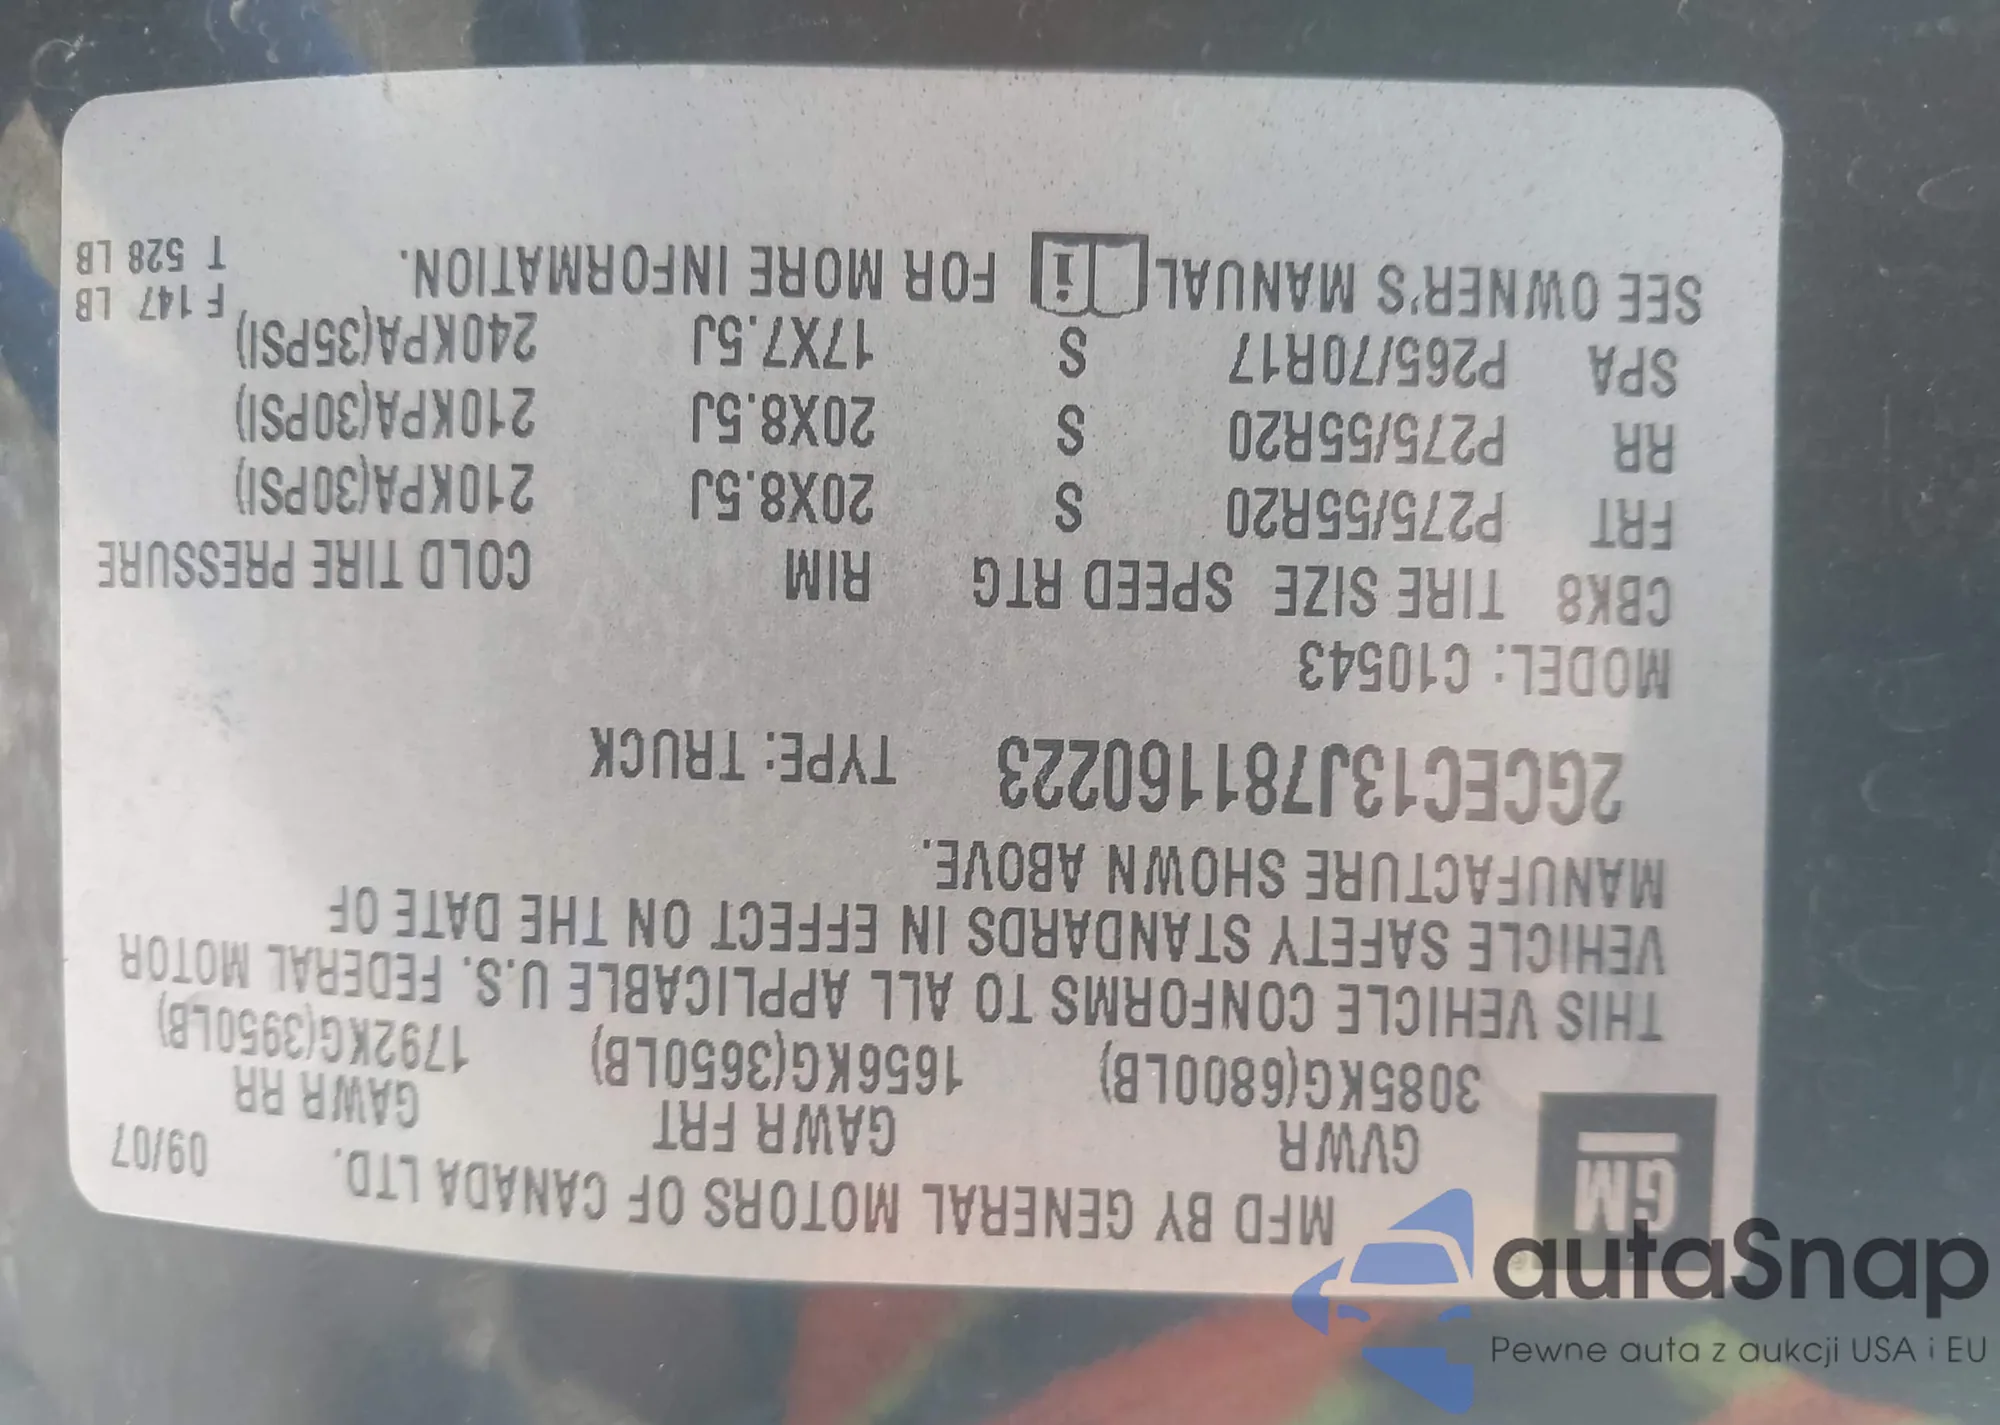 GM
MFD BY GENERAL MOTORS OF CANADA LTD. 09/07
GVWR GAWR FRT GAWR RR
3085KG(6800LB) 1656KG(3650LB) 1792KG(3950LB)
THIS VEHICLE CONFORMS TO ALL APPLICABLE U.S. FEDERAL MOTOR
VEHICLE SAFETY STANDARDS IN EFFECT ON THE DATE OF
MANUFACTURE SHOWN ABOVE.
2GCEC13J781160223 TYPE: TRUCK
MODEL: C10543
CBK8 TIRE SIZE SPEED RTG RIM COLD TIRE PRESSURE
FRT P275/55R20 S 20X8.5J 210KPA(30PSI)
RR P275/55R20 S 20X8.5J 210KPA(30PSI)
SPA P265/70R17 S 17X7.5J 240KPA(35PSI)
SEE OWNER'S MANUAL i FOR MORE INFORMATION.
F 147 LB
T 528 LB
autaSnap
Pewne auta z aukcji USA i EU